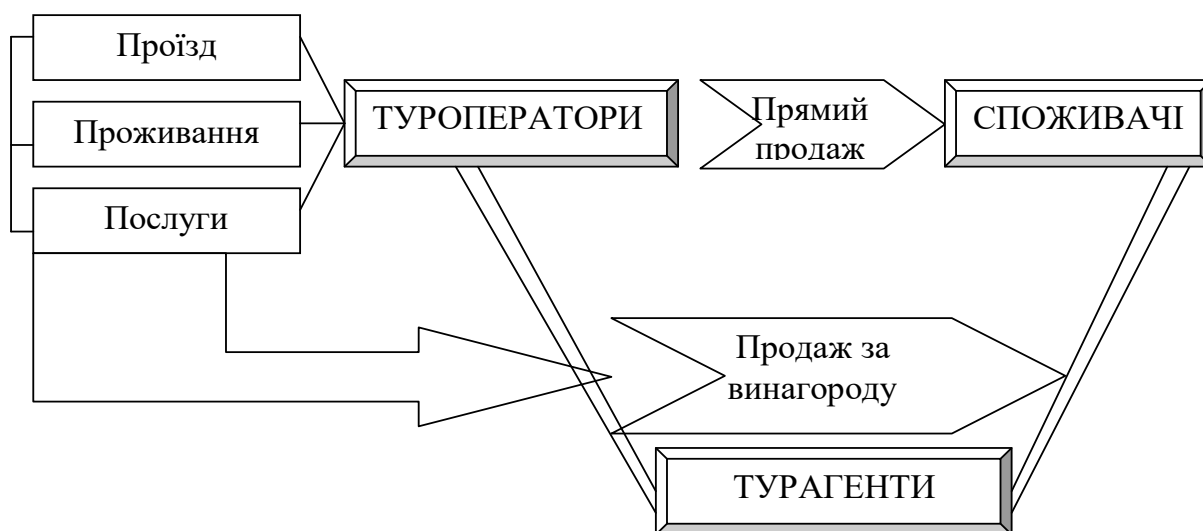 Проїзд
Проживання
Послуги
ТУРОПЕРАТОРИ
Прямий
продаж
СПОЖИВАЧІ
Продаж за
винагороду
ТУРАГЕНТИ